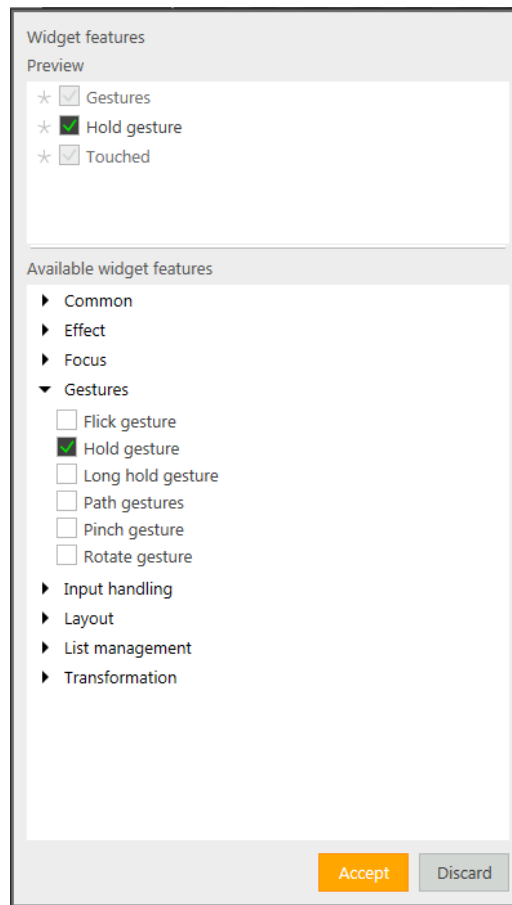 Widget features
Preview
Gestures
Hold gesture
Touched
Available widget features
Common
Effect
Focus
Gestures
Flick gesture
Hold gesture
Long hold gesture
Path gestures
Pinch gesture
Rotate gesture
Input handling
Layout
List management
Transformation
Accept Discard